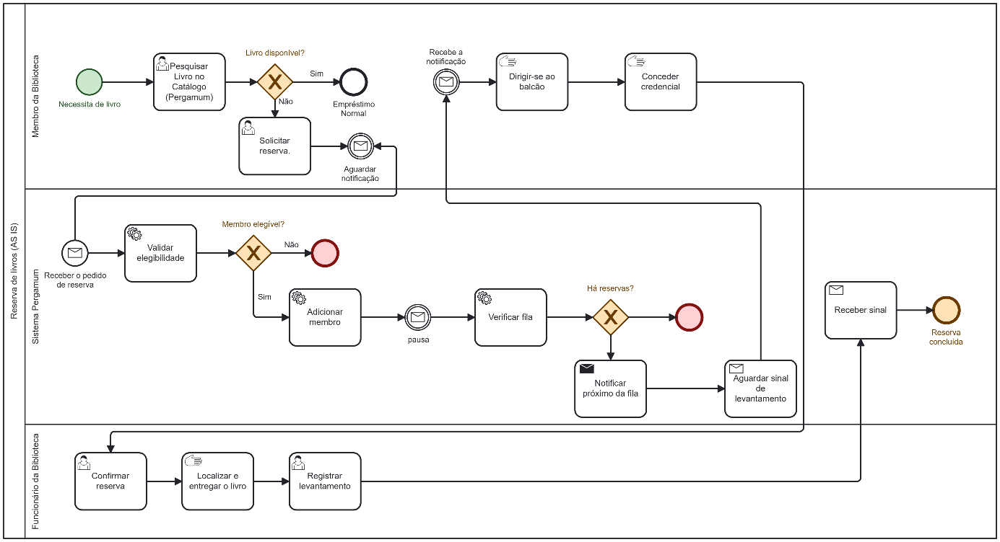 Reserva de livros (AS IS)
Membro da Biblioteca
Necessita de livro
Pesquisar
Livro no
Catálogo
(Pergamum)
Livro disponível?
Sim
Não
Empréstimo
Normal
Solicitar
reserva.
Aguardar
notificação
Recebe a
notiificação
Dirigir-se ao
balcão
Conceder
credencial
Sistema Pergamum
Receber o pedido
de reserva
Validar
elegibilidade
Membro elegível?
Não
Sim
Adicionar
membro
pausa
Verificar fila
Há reservas?
Notificar
próximo da fila
Aguardar sinal
de
levantamento
Receber sinal
Reserva
concluída
Funcionário da Biblioteca
Confirmar
reserva
Localizar e
entregar o livro
Registrar
levantamento